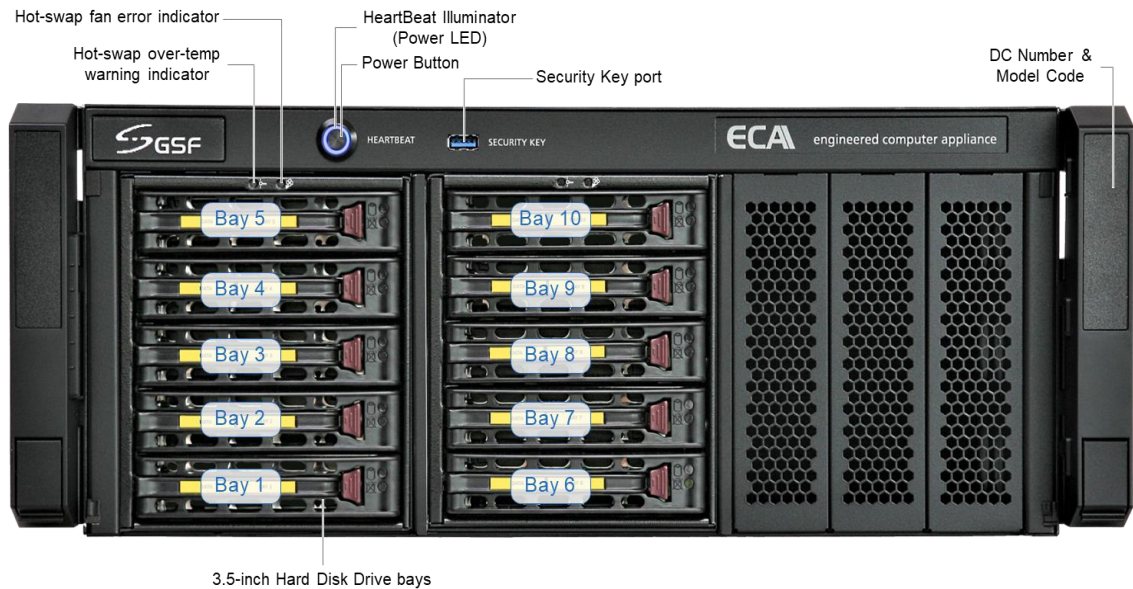 Hot-swap fan error indicator
HeartBeat Illuminator
(Power LED)
Hot-swap over-temp
warning indicator
Power Button
Security Key port
DC Number &
Model Code
GSF
HEARTBEAT
SECURITY KEY
ECA
engineered computer appliance
Bay 5
Bay 10
Bay 4
Bay 9
Bay 3
Bay 8
Bay 2
Bay 7
Bay 1
Bay 6
3.5-inch Hard Disk Drive bays